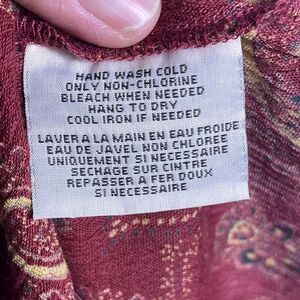 HAND WASH COLD
ONLY NON-CHLORINE
BLEACH WHEN NEEDED
HANG TO DRY
COOL IRON IF NEEDED
LAVER A LA MAIN EN EAU FROIDE
EAU DE JAVEL NON CHLOREE
UNIQUEMENT SI NECESSAIRE
SECHAGE SUR CINTRE
REPASSER A FER DOUX
SI NECESSAIRE